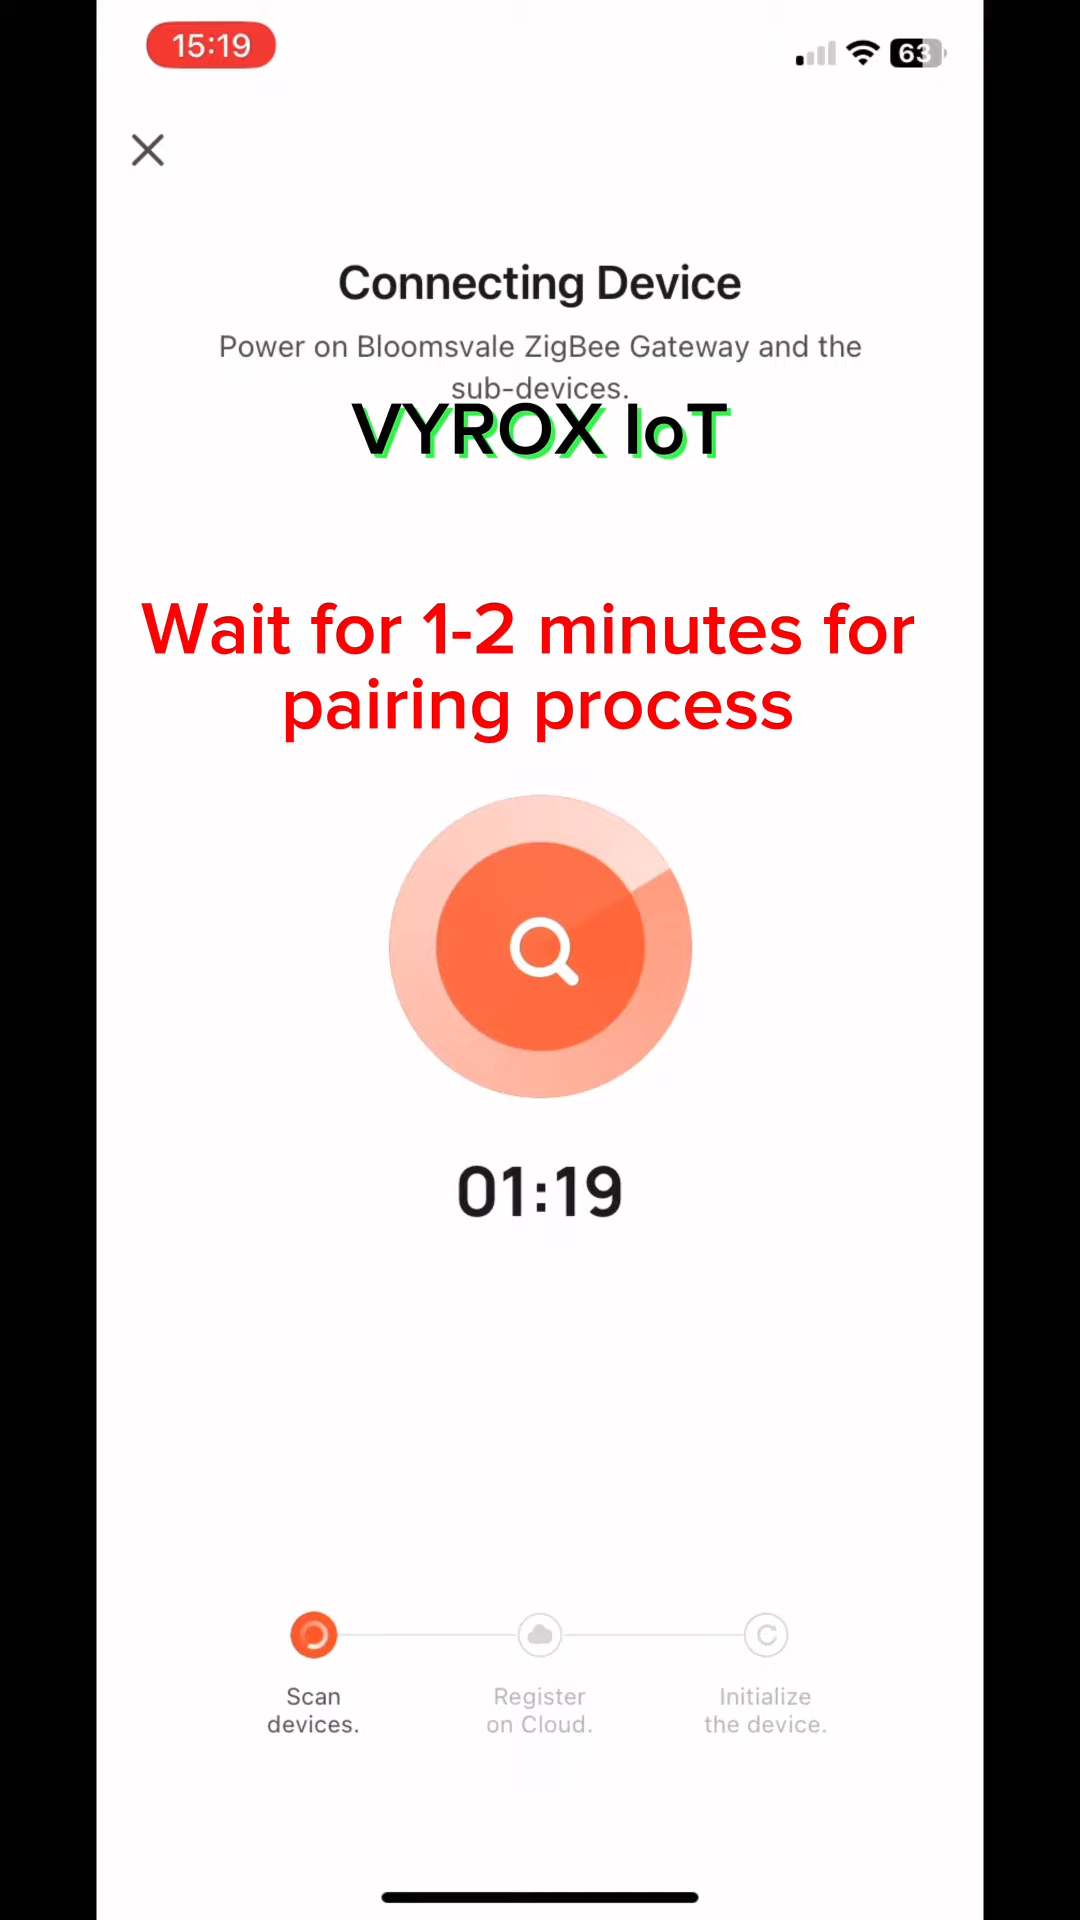 15:19
63
Connecting Device
Power on Bloomsvale ZigBee Gateway and the
sub-devices.
VYROX IoT
Wait for 1-2 minutes for
pairing process
01:19
Scan
devices.
Register
on Cloud.
Initialize
the device.